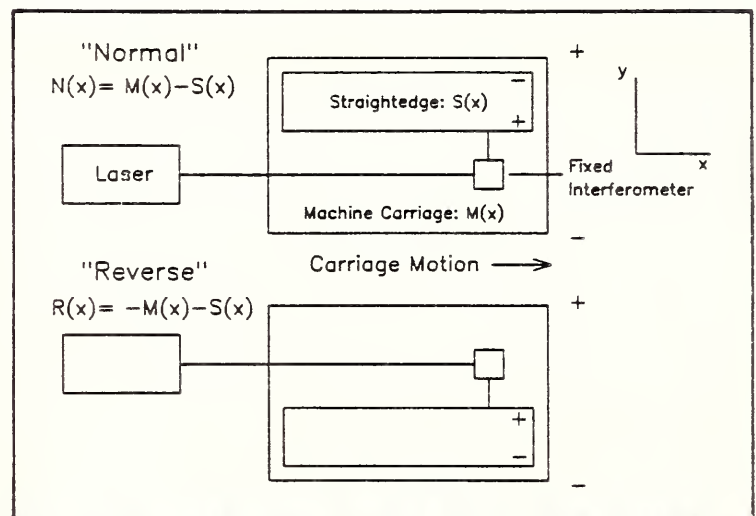 "Normal"
N(x)= M(x)-S(x)
+
y
x
−
Straightedge: S(x)
+
Laser
−
Fixed
Interferometer
Machine Carriage: M(x)
−
"Reverse"
Carriage Motion
R(x)= -M(x)-S(x)
+
+
−
−